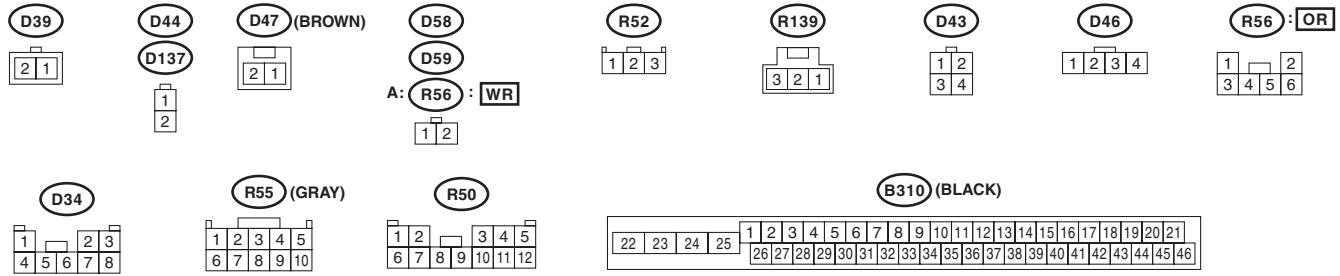 D39
D44
D47 (BROWN)
D58
R52
R139
D43
D46
R56 : OR
D137
D59
A: R56 : WR
2 1
1
2
2 1
1 2
1 2 3
3 2 1
1 2
3 4
1 2 3 4
1 2
3 4 5 6
D34
R55 (GRAY)
R50
B310 (BLACK)
1 2 3
4 5 6 7 8
1 2 3 4 5
6 7 8 9 10
1 2 3 4 5
6 7 8 9 10 11 12
22 23 24 25
1 2 3 4 5 6 7 8 9 10 11 12 13 14 15 16 17 18 19 20 21
26 27 28 29 30 31 32 33 34 35 36 37 38 39 40 41 42 43 44 45 46